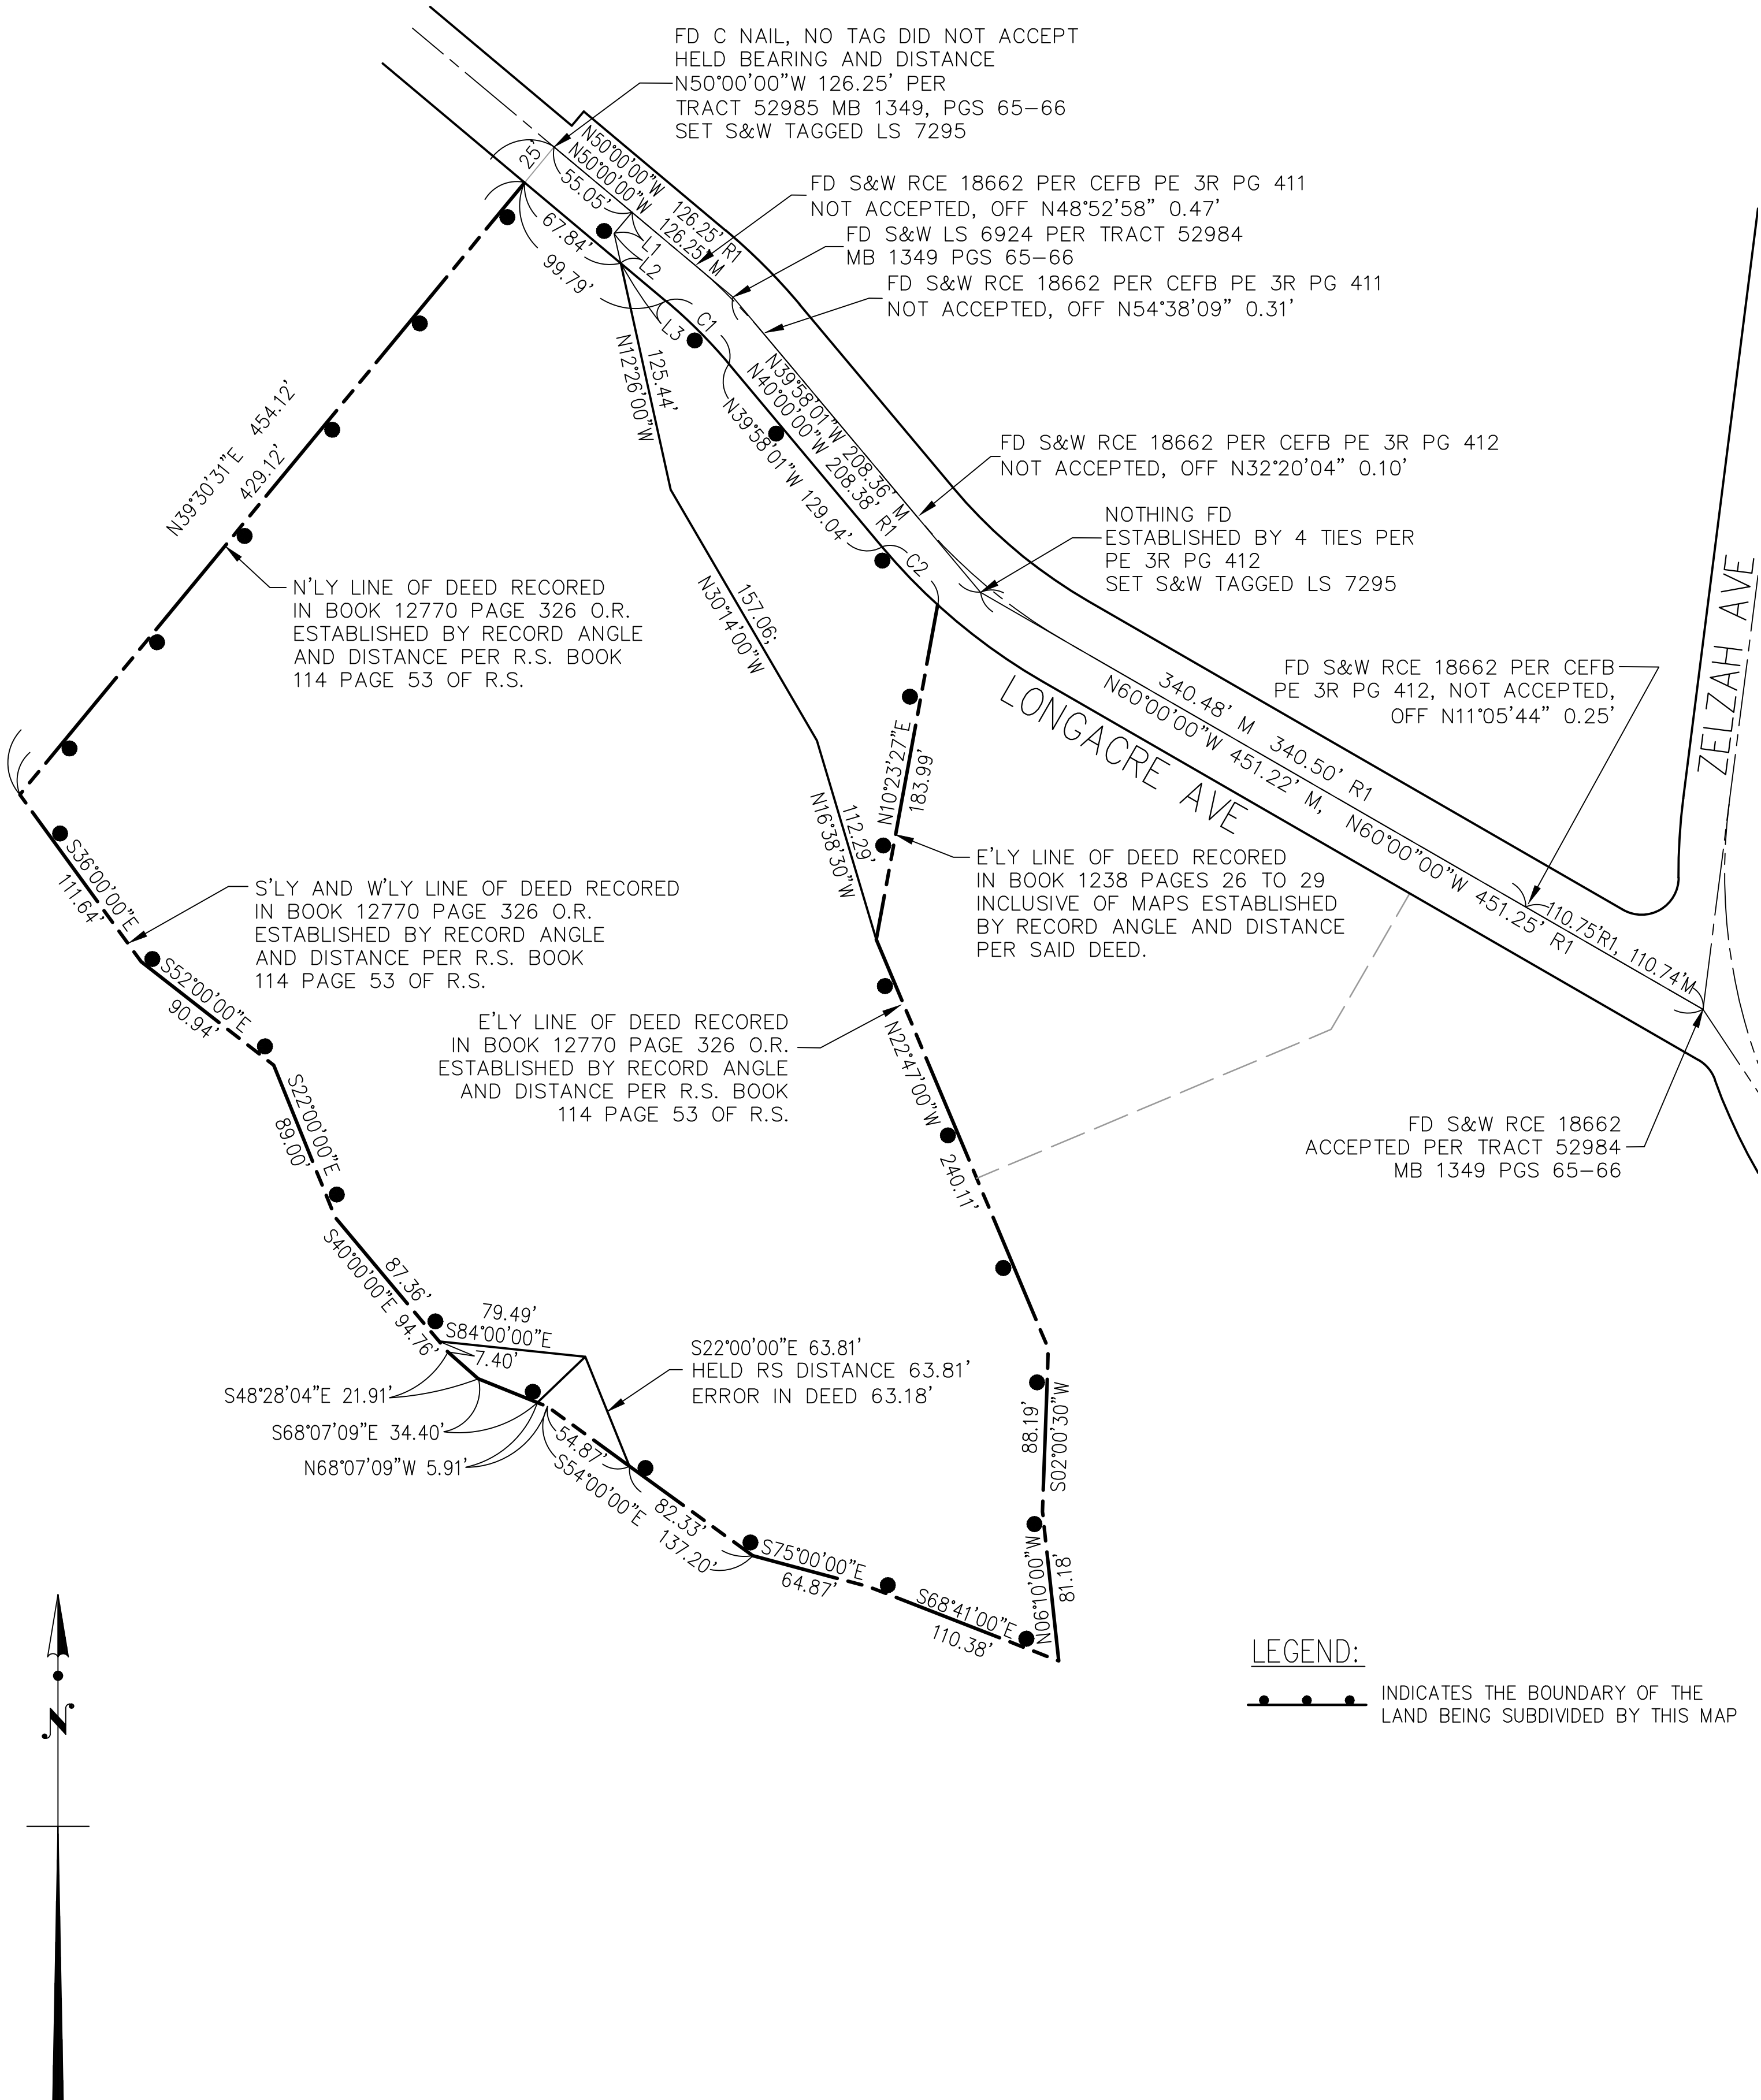 FD C NAIL, NO TAG DID NOT ACCEPT
HELD BEARING AND DISTANCE
N50°00'00"W 126.25' PER
TRACT 52985 MB 1349, PGS 65-66
SET S&W TAGGED LS 7295
25'
N50°00'00"W 126.25' R1
N50°00'00"W 126.25' M
55.05'
67.84'
99.79'
L1
L2
L3
C1
FD S&W RCE 18662 PER CEFB PE 3R PG 411
NOT ACCEPTED, OFF N48°52'58" 0.47'
FD S&W LS 6924 PER TRACT 52984
MB 1349 PGS 65-66
FD S&W RCE 18662 PER CEFB PE 3R PG 411
NOT ACCEPTED, OFF N54°38'09" 0.31'
125.44'
N12°26'00"W
N39°58'01"W 208.36' M
N40°00'00"W 208.38' R1
N39°58'01"W 129.04'
C2
FD S&W RCE 18662 PER CEFB PE 3R PG 412
NOT ACCEPTED, OFF N32°20'04" 0.10'
NOTHING FD
ESTABLISHED BY 4 TIES PER
PE 3R PG 412
SET S&W TAGGED LS 7295
N39°30'31"E 454.12'
429.12'
N'LY LINE OF DEED RECORED
IN BOOK 12770 PAGE 326 O.R.
ESTABLISHED BY RECORD ANGLE
AND DISTANCE PER R.S. BOOK
114 PAGE 53 OF R.S.
157.06;
N30°14'00"W
ZELZAH AVE
FD S&W RCE 18662 PER CEFB
PE 3R PG 412, NOT ACCEPTED,
OFF N11°05'44" 0.25'
340.48' M 340.50' R1
N60°00'00"W 451.22' M, N60°00"00"W 451.25' R1
LONGACRE AVE
110.75'R1, 110.74'M
N10°23'27"E
183.99'
112.29'
N16°38'30"W
E'LY LINE OF DEED RECORED
IN BOOK 1238 PAGES 26 TO 29
INCLUSIVE OF MAPS ESTABLISHED
BY RECORD ANGLE AND DISTANCE
PER SAID DEED.
S36°00'00"E
111.64'
S'LY AND W'LY LINE OF DEED RECORED
IN BOOK 12770 PAGE 326 O.R.
ESTABLISHED BY RECORD ANGLE
AND DISTANCE PER R.S. BOOK
114 PAGE 53 OF R.S.
S52°00'00"E
90.94'
E'LY LINE OF DEED RECORED
IN BOOK 12770 PAGE 326 O.R.
ESTABLISHED BY RECORD ANGLE
AND DISTANCE PER R.S. BOOK
114 PAGE 53 OF R.S.
N22°47'00"W
240.11'
S22°00'00"E
89.00'
FD S&W RCE 18662
ACCEPTED PER TRACT 52984
MB 1349 PGS 65-66
87.36'
S40°00'00"E 94.76'
79.49'
S84°00'00"E
7.40'
S22°00'00"E 63.81'
HELD RS DISTANCE 63.81'
ERROR IN DEED 63.18'
S48°28'04"E 21.91'
S68°07'09"E 34.40'
N68°07'09"W 5.91'
54.87'
S54°00'00"E 137.20'
82.33'
88.19'
S02°00'30"W
S75°00'00"E
64.87'
S68°41'00"E
110.38'
N06°10'00"W
81.18'
N
LEGEND:
INDICATES THE BOUNDARY OF THE
LAND BEING SUBDIVIDED BY THIS MAP